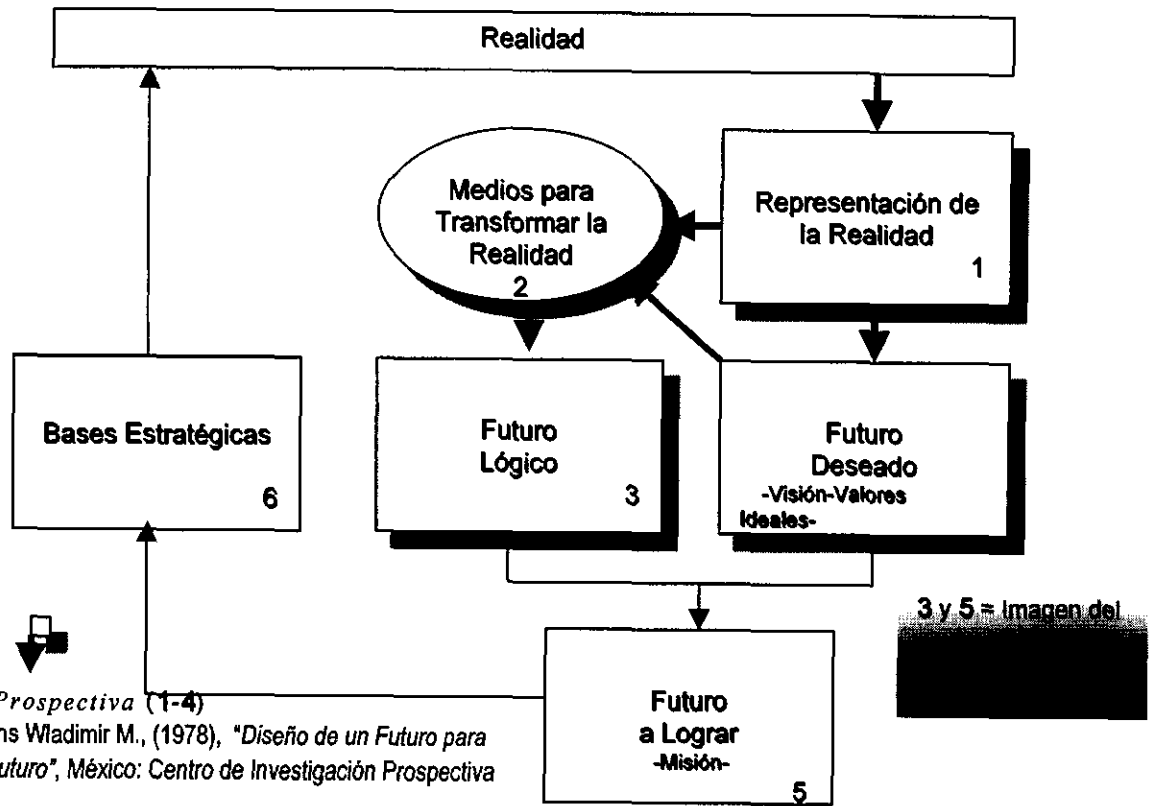 Realidad
Medios para
Transformar la
Realidad
2
Representación de
la Realidad
1
Bases Estratégicas
6
Futuro
Lógico
3
Futuro
Deseado
-Visión-Valores
Ideales-
3 y 5 = Imagen del
Futuro
a Lograr
-Misión-
5
Prospectiva (1-4)
ns Wladimir M., (1978), "Diseño de un Futuro para
uturo", México: Centro de Investigación Prospectiva